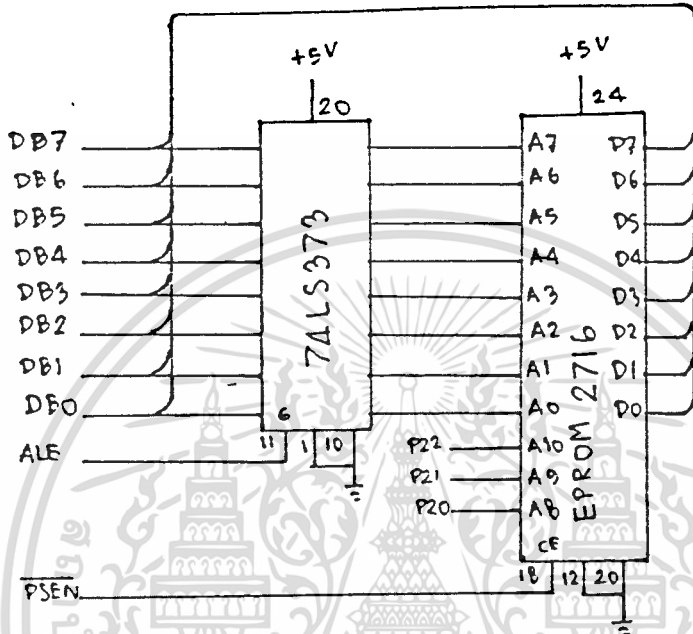 +5V
+5V
20
24
DB7
DB6
DB5
DB4
DB3
DB2
DB1
DB0
ALE
PSEN
74LS373
G
11
1
10
A7
A6
A5
A4
A3
A2
A1
A0
A10
A9
A8
D7
D6
D5
D4
D3
D2
D1
D0
P22
P21
P20
EPROM 2716
CE
18
12
20